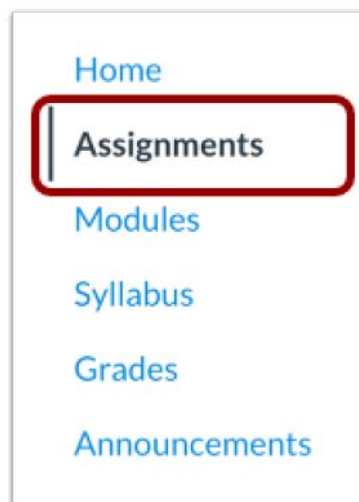 Home
Assignments
Modules
Syllabus
Grades
Announcements